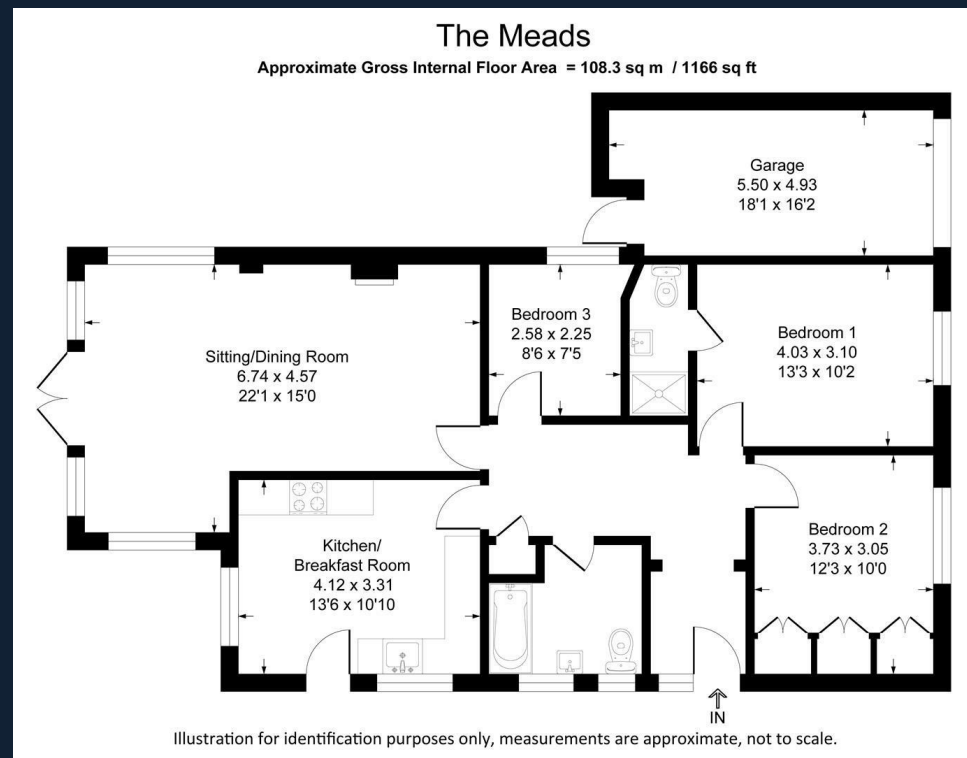 The Meads
Approximate Gross Internal Floor Area = 108.3 sq m / 1166 sq ft
Garage
5.50 x 4.93
18'1 x 16'2
Bedroom 3
2.58 x 2.25
8'6 x 7'5
Bedroom 1
4.03 x 3.10
13'3 x 10'2
Sitting/Dining Room
6.74 x 4.57
22'1 x 15'0
Kitchen/
Breakfast Room
4.12 x 3.31
13'6 x 10'10
Bedroom 2
3.73 x 3.05
12'3 x 10'0
IN
Illustration for identification purposes only, measurements are approximate, not to scale.